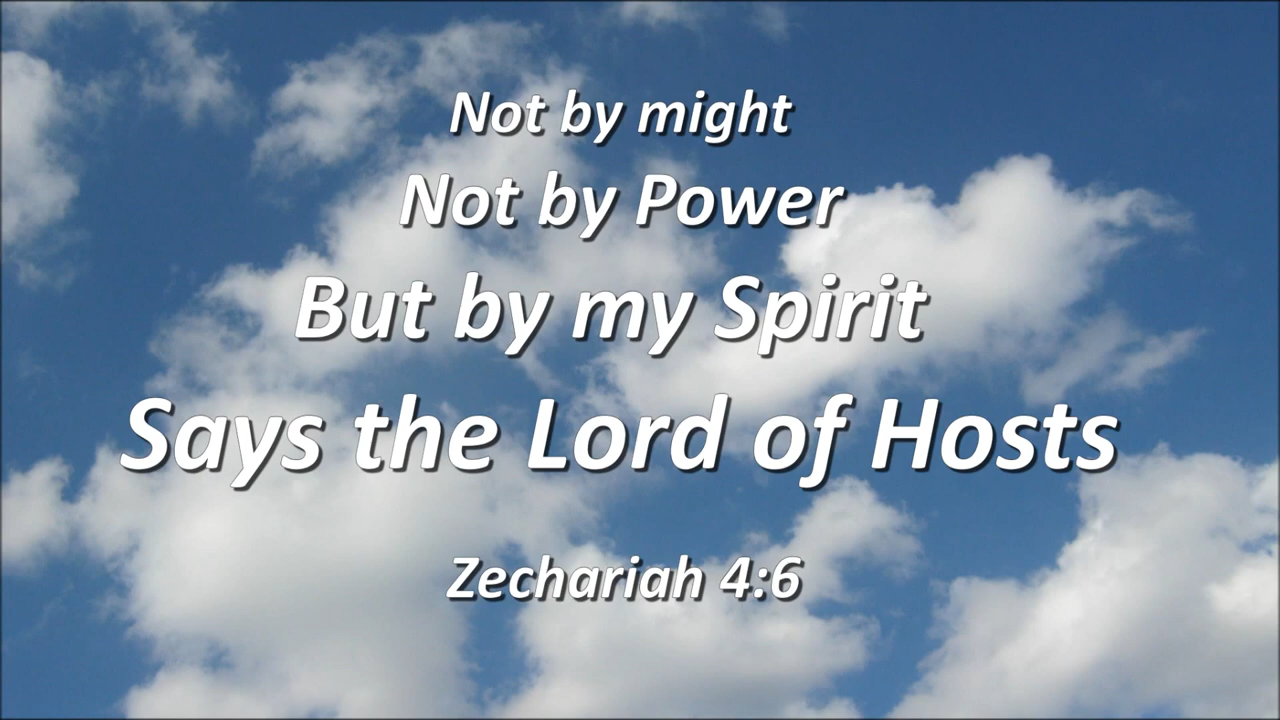 Not by might
Not by Power
But by my Spirit
Says the Lord of Hosts
Zechariah 4:6